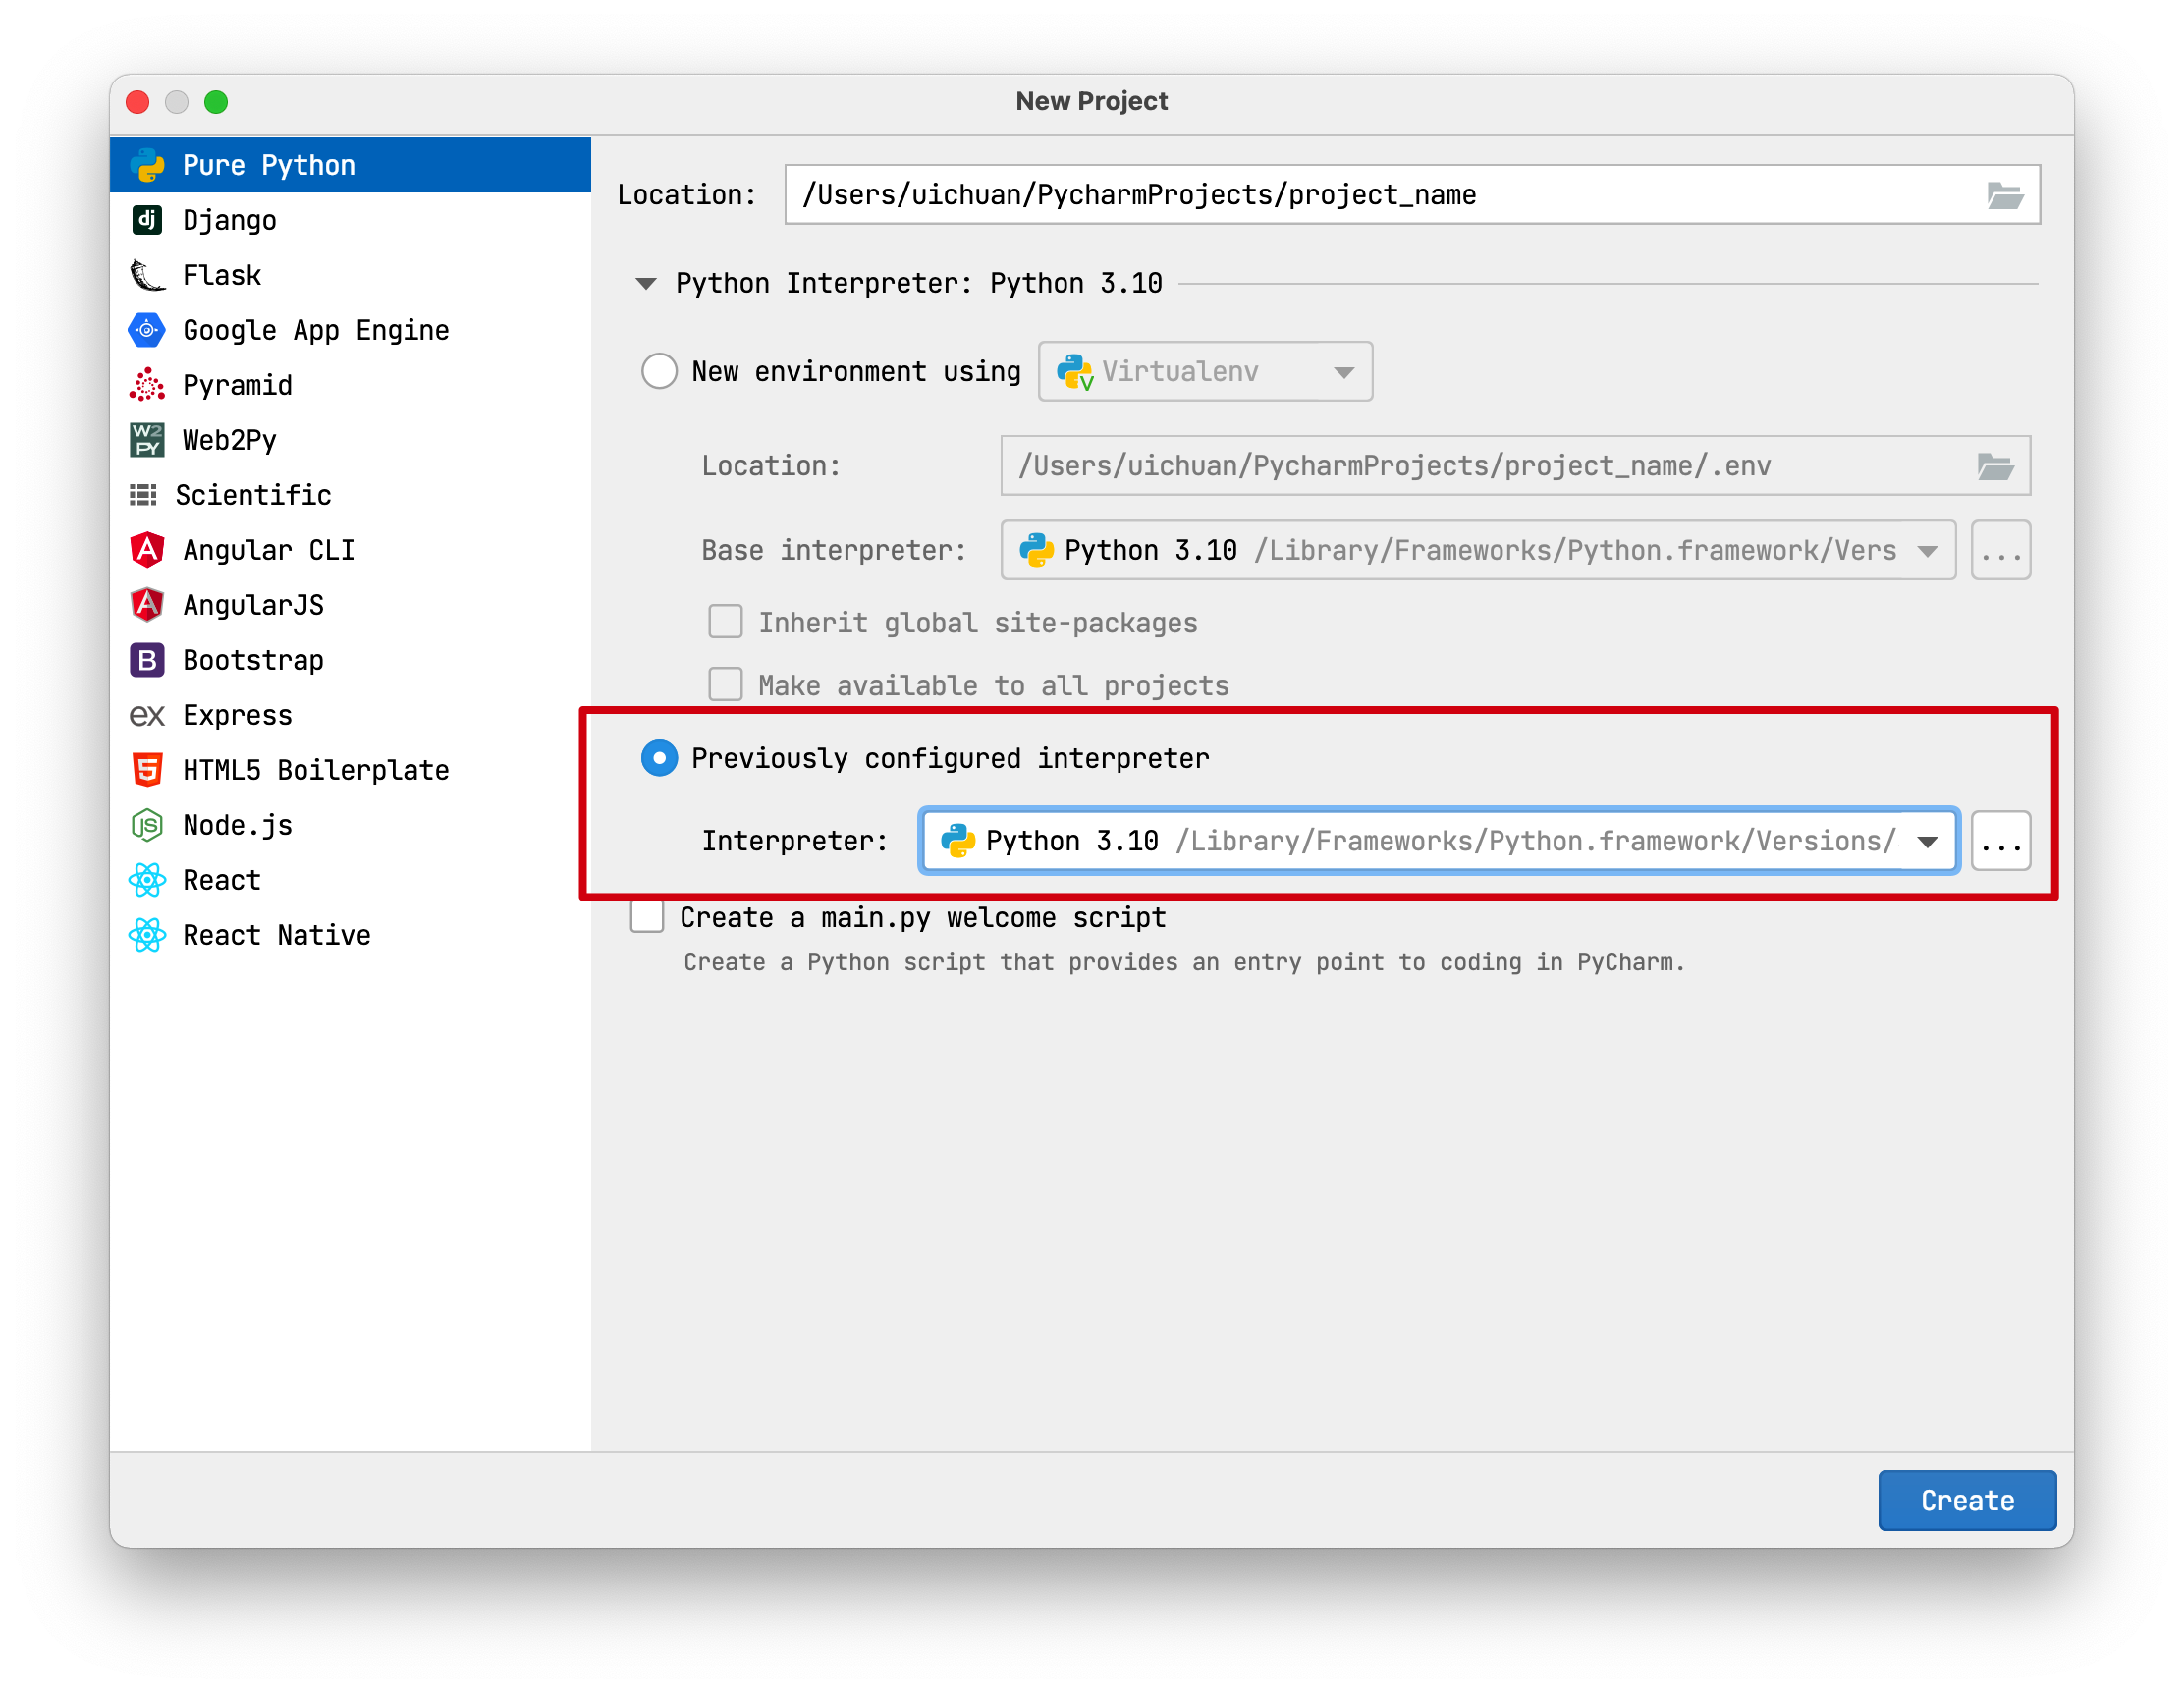 New Project
Pure Python
Django
Flask
Google App Engine
Pyramid
Web2Py
Scientific
Angular CLI
AngularJS
Bootstrap
Express
HTML5 Boilerplate
Node.js
React
React Native
Location: /Users/uichuan/PycharmProjects/project_name
Python Interpreter: Python 3.10
New environment using Virtualenv
Location: /Users/uichuan/PycharmProjects/project_name/.env
Base interpreter: Python 3.10 /Library/Frameworks/Python.framework/Vers ...
Inherit global site-packages
Make available to all projects
Previously configured interpreter
Interpreter: Python 3.10 /Library/Frameworks/Python.framework/Versions/ ...
Create a main.py welcome script
Create a Python script that provides an entry point to coding in PyCharm.
Create